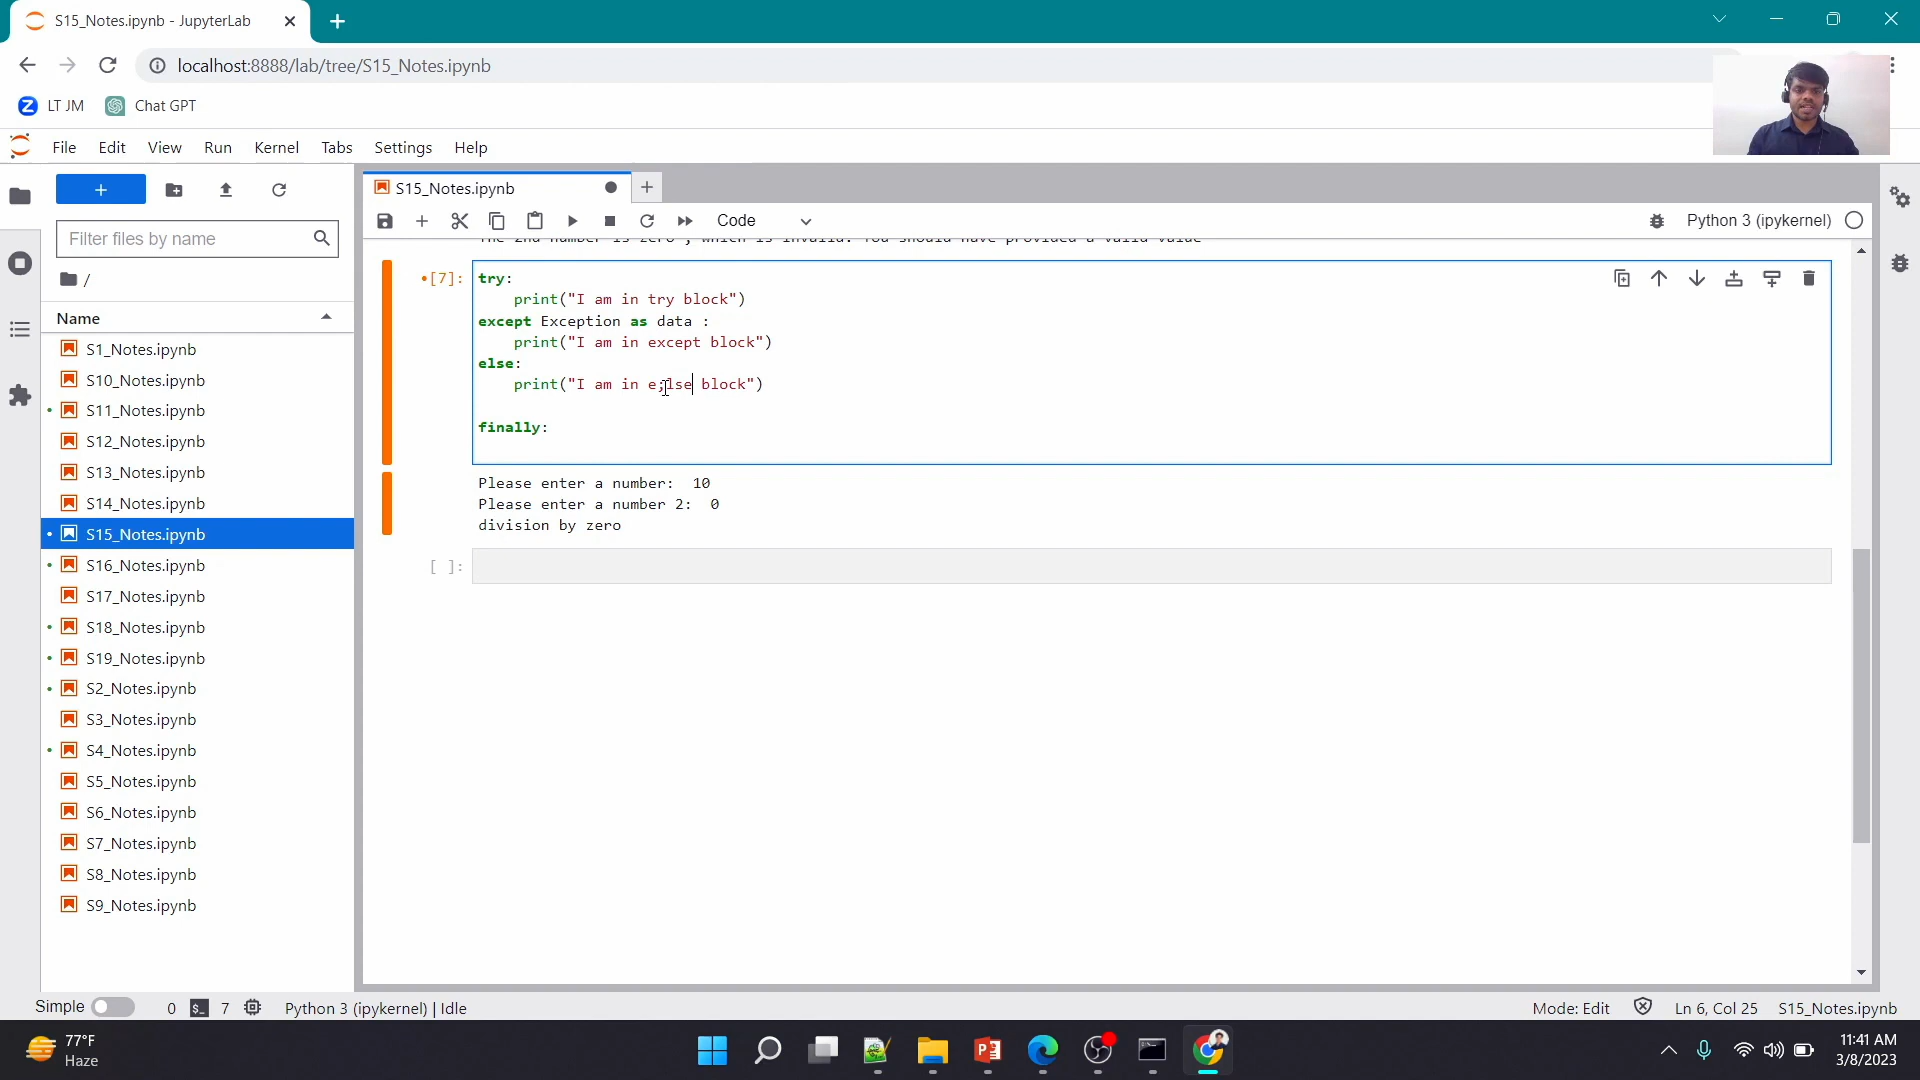 S15_Notes.ipynb - JupyterLab
localhost:8888/lab/tree/S15_Notes.ipynb
LT JM
Chat GPT
File
Edit
View
Run
Kernel
Tabs
Settings
Help
S15_Notes.ipynb
Code
Python 3 (ipykernel)
Filter files by name
/
Name
S1_Notes.ipynb
S10_Notes.ipynb
S11_Notes.ipynb
S12_Notes.ipynb
S13_Notes.ipynb
S14_Notes.ipynb
S15_Notes.ipynb
S16_Notes.ipynb
S17_Notes.ipynb
S18_Notes.ipynb
S19_Notes.ipynb
S2_Notes.ipynb
S3_Notes.ipynb
S4_Notes.ipynb
S5_Notes.ipynb
S6_Notes.ipynb
S7_Notes.ipynb
S8_Notes.ipynb
S9_Notes.ipynb
The 2nd number is zero , which is invalid. You should have provided a valid value
[7]:
try:
print("I am in try block")
except Exception as data :
print("I am in except block")
else:
print("I am in e;lse block")
finally:
Please enter a number:  10
Please enter a number 2:  0
division by zero
[ ]:
Simple
0
7
Python 3 (ipykernel) | Idle
Mode: Edit
Ln 6, Col 25
S15_Notes.ipynb
77°F
Haze
11:41 AM
3/8/2023